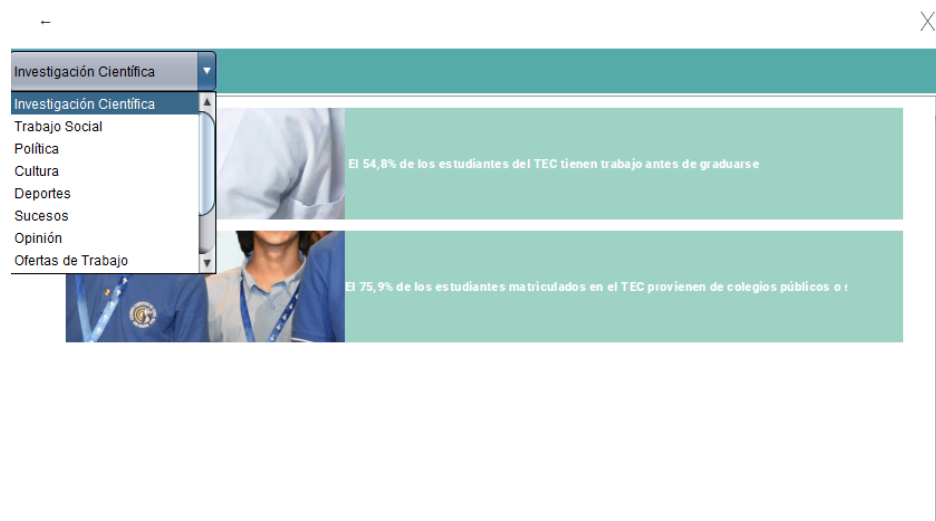 ←
X
Investigación Científica
Investigación Científica
Trabajo Social
Política
Cultura
Deportes
Sucesos
Opinión
Ofertas de Trabajo
El 54,8% de los estudiantes del TEC tienen trabajo antes de graduarse
El 75,9% de los estudiantes matriculados en el TEC provienen de colegios públicos o